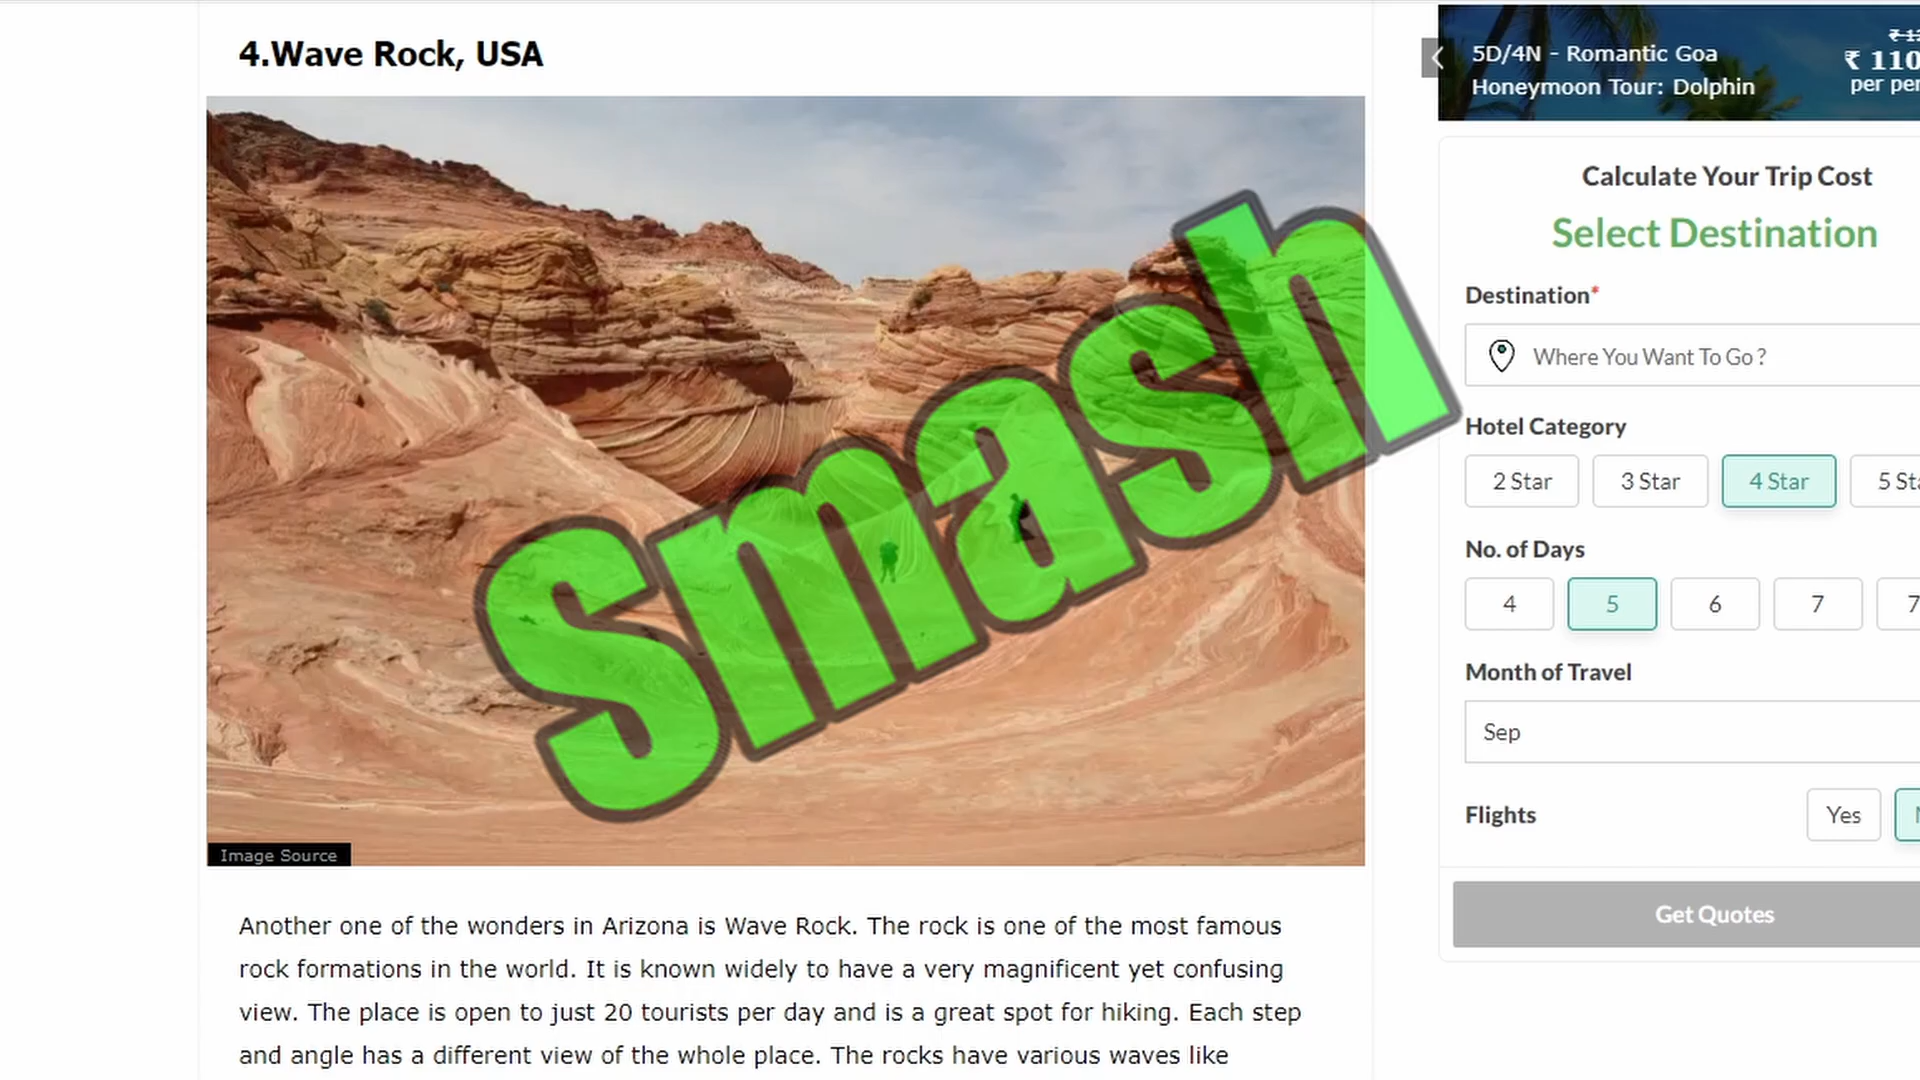 4.Wave Rock, USA
smash
Image Source
Another one of the wonders in Arizona is Wave Rock. The rock is one of the most famous
rock formations in the world. It is known widely to have a very magnificent yet confusing
view. The place is open to just 20 tourists per day and is a great spot for hiking. Each step
and angle has a different view of the whole place. The rocks have various waves like
5D/4N - Romantic Goa
Honeymoon Tour: Dolphin
₹ 110
per per
Calculate Your Trip Cost
Select Destination
Destination*
Where You Want To Go ?
Hotel Category
2 Star 3 Star 4 Star 5 Sta
No. of Days
4 5 6 7 7
Month of Travel
Sep
Flights Yes
Get Quotes